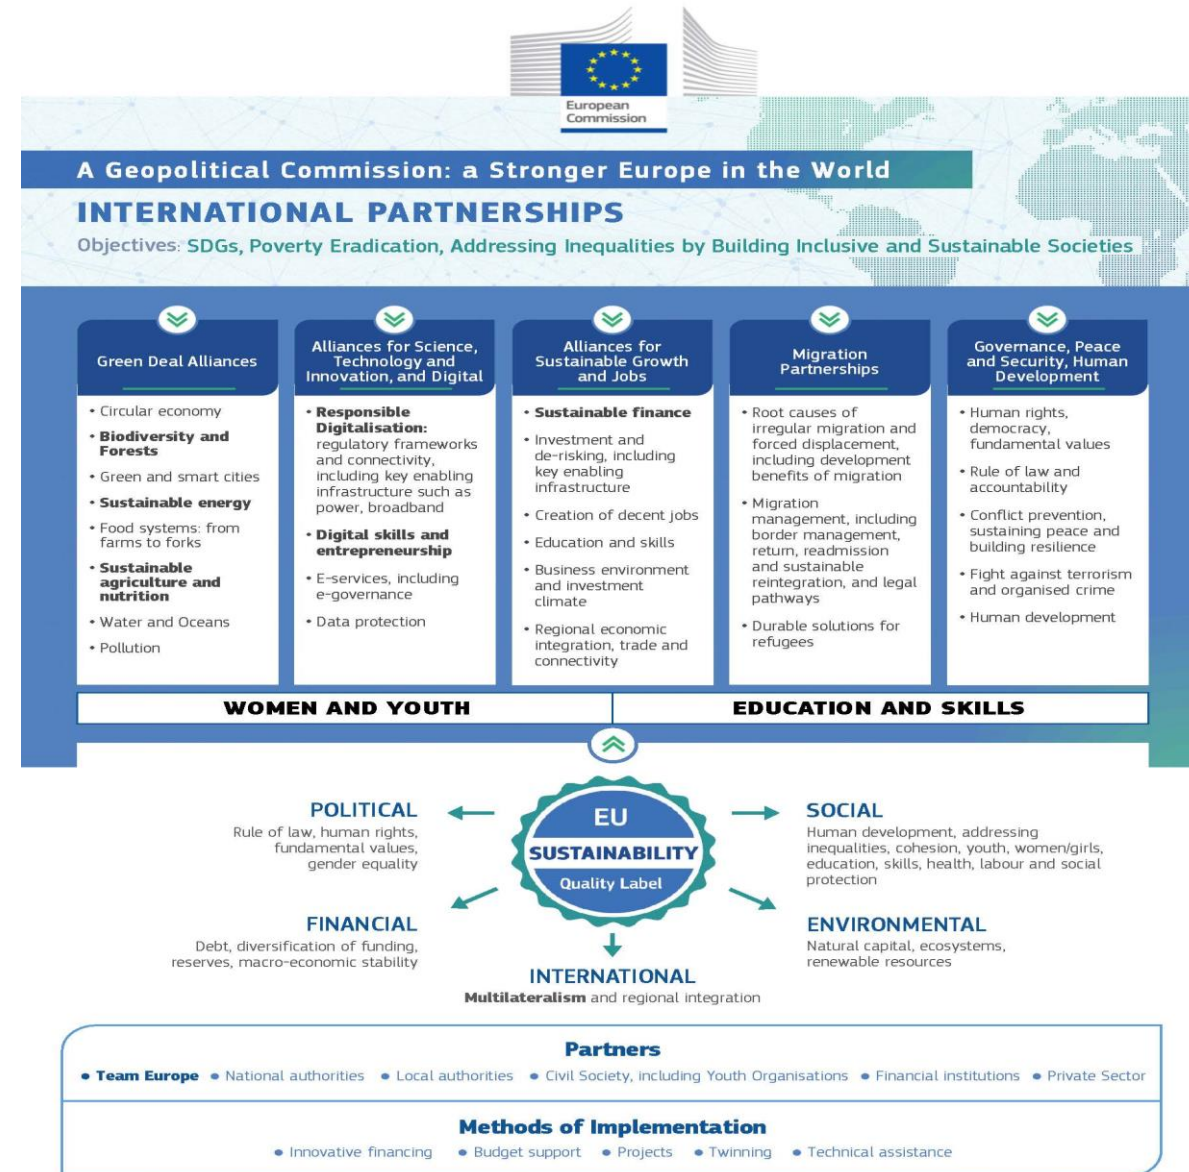 European
Commission
A Geopolitical Commission: a Stronger Europe in the World
INTERNATIONAL PARTNERSHIPS
Objectives: SDGs, Poverty Eradication, Addressing Inequalities by Building Inclusive and Sustainable Societies
Green Deal Alliances
• Circular economy
• Biodiversity and
Forests
• Green and smart cities
• Sustainable energy
• Food systems: from
farms to forks
• Sustainable
agriculture and
nutrition
• Water and Oceans
• Pollution
Alliances for Science,
Technology and
Innovation, and Digital
• Responsible
Digitalisation:
regulatory frameworks
and connectivity,
including key enabling
infrastructure such as
power, broadband
• Digital skills and
entrepreneurship
• E-services, including
e-governance
• Data protection
Alliances for
Sustainable Growth
and Jobs
• Sustainable finance
• Investment and
de-risking, including
key enabling
infrastructure
• Creation of decent jobs
• Education and skills
• Business environment
and investment
climate
• Regional economic
integration, trade and
connectivity
Migration
Partnerships
• Root causes of
irregular migration and
forced displacement,
including development
benefits of migration
• Migration
management, including
border management,
return, readmission
and sustainable
reintegration, and legal
pathways
• Durable solutions for
refugees
Governance, Peace
and Security, Human
Development
• Human rights,
democracy,
fundamental values
• Rule of law and
accountability
• Conflict prevention,
sustaining peace and
building resilience
• Fight against terrorism
and organised crime
• Human development
WOMEN AND YOUTH
EDUCATION AND SKILLS
EU
SUSTAINABILITY
Quality Label
POLITICAL
Rule of law, human rights,
fundamental values,
gender equality
SOCIAL
Human development, addressing
inequalities, cohesion, youth, women/girls,
education, skills, health, labour and social
protection
FINANCIAL
Debt, diversification of funding,
reserves, macro-economic stability
ENVIRONMENTAL
Natural capital, ecosystems,
renewable resources
INTERNATIONAL
Multilateralism and regional integration
Partners
• Team Europe • National authorities • Local authorities • Civil Society, including Youth Organisations • Financial institutions • Private Sector
Methods of Implementation
• Innovative financing • Budget support • Projects • Twinning • Technical assistance